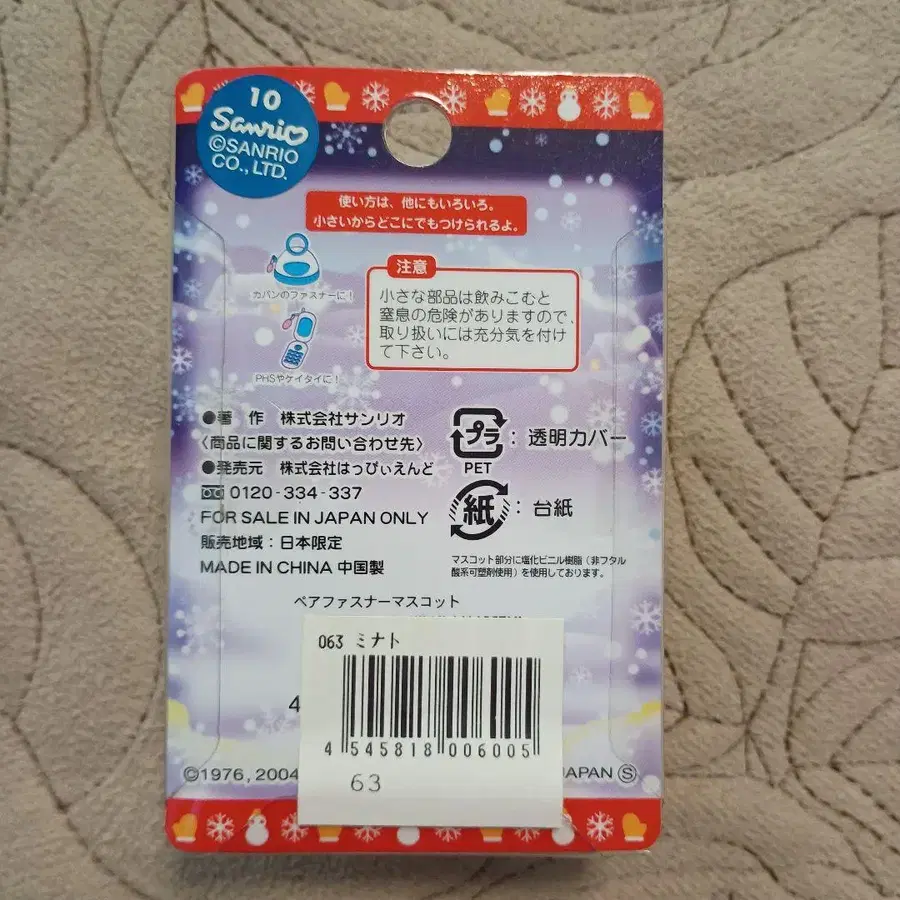 10
Sanrio
©SANRIO
CO., LTD.
使い方は、他にもいろいろ。
小さいからどこにでもつけられるよ。
カバンのファスナーに!
PHSやケイタイに!
注意
小さな部品は飲みこむと
窒息の危険がありますので、
取り扱いには充分気を付け
て下さい。
●著 作 株式会社サンリオ
〈商品に関するお問い合わせ先〉
●発売元 株式会社はっぴぃえんど
0120-334-337
FOR SALE IN JAPAN ONLY
販売地域:日本限定
MADE IN CHINA 中国製
プラ
: 透明カバー
PET
紙
: 台紙
マスコット部分に塩化ビニル樹脂(非フタル
酸系可塑剤使用)を使用しております。
ペアファスナーマスコット
063 ミナト
4
4 545818 006005
63
©1976, 2004
JAPAN Ⓢ